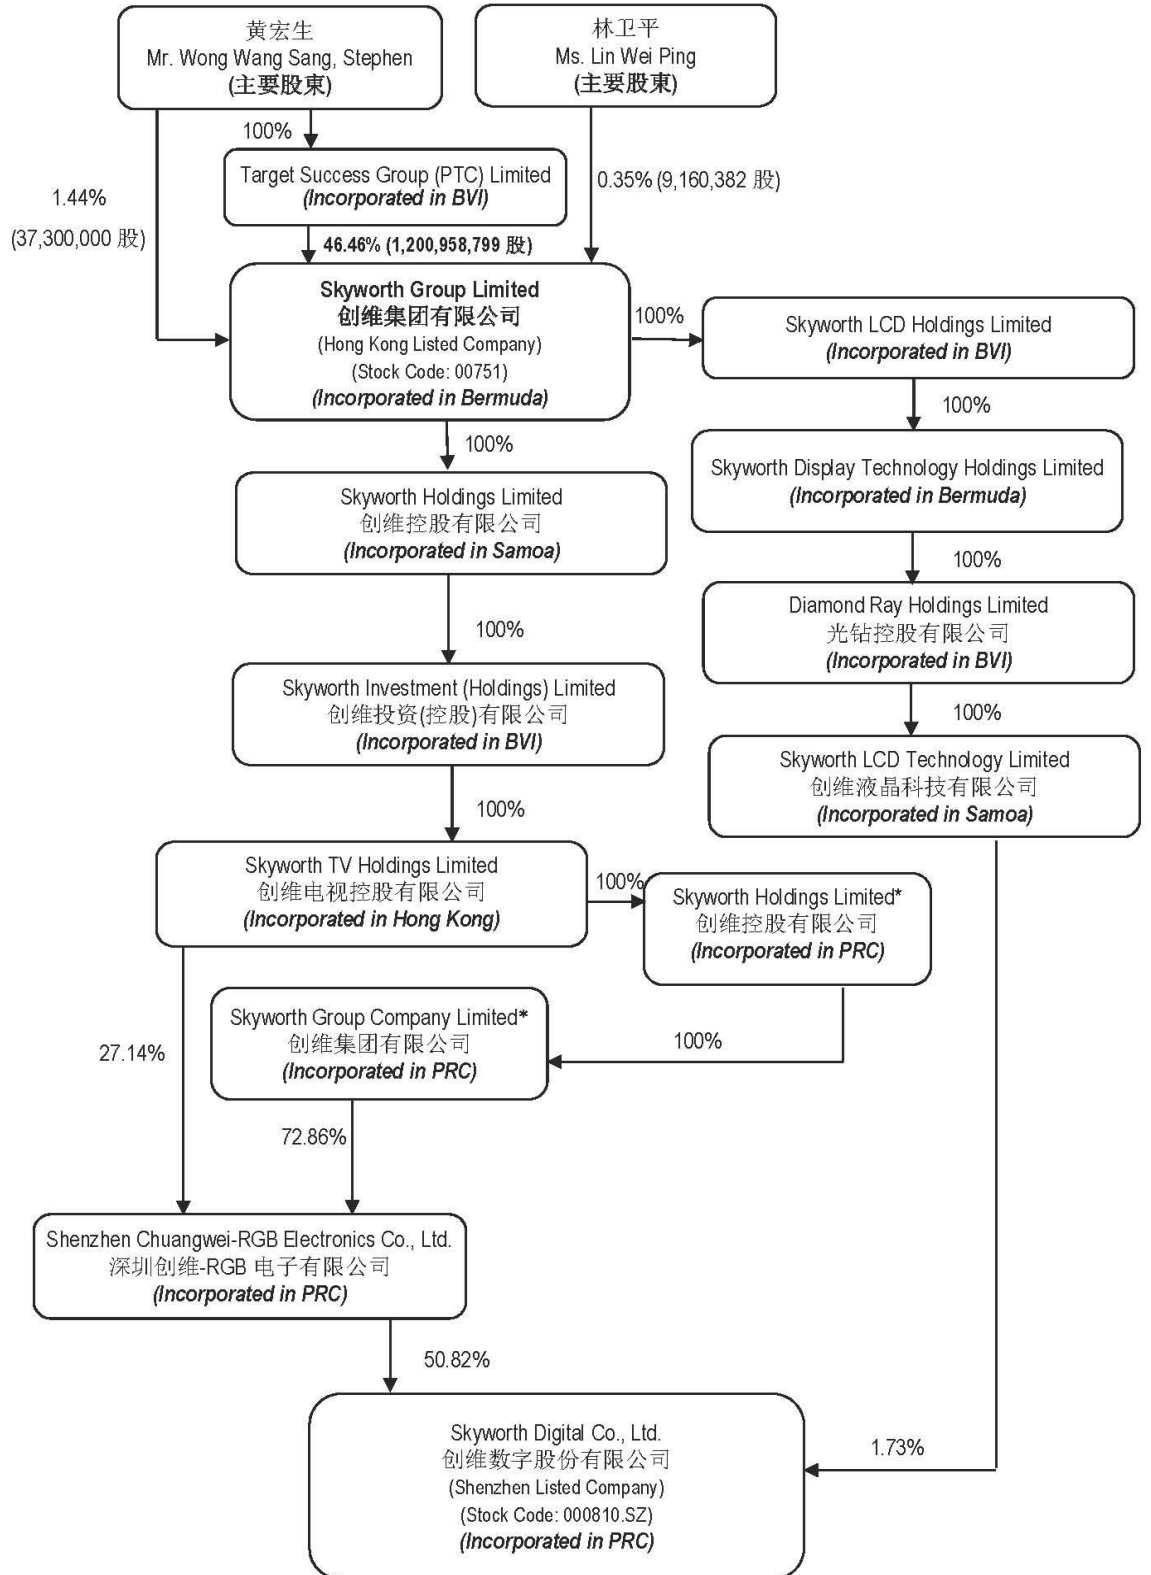 黄宏生
Mr. Wong Wang Sang, Stephen
(主要股東)
林卫平
Ms. Lin Wei Ping
(主要股東)
100%
1.44%
(37,300,000 股)
Target Success Group (PTC) Limited
(Incorporated in BVI)
0.35% (9,160,382 股)
46.46% (1,200,958,799 股)
Skyworth Group Limited
创维集团有限公司
(Hong Kong Listed Company)
(Stock Code: 00751)
(Incorporated in Bermuda)
100%
Skyworth LCD Holdings Limited
(Incorporated in BVI)
100%
100%
Skyworth Display Technology Holdings Limited
(Incorporated in Bermuda)
Skyworth Holdings Limited
创维控股有限公司
(Incorporated in Samoa)
100%
Diamond Ray Holdings Limited
光钻控股有限公司
(Incorporated in BVI)
100%
Skyworth Investment (Holdings) Limited
创维投资(控股)有限公司
(Incorporated in BVI)
100%
Skyworth LCD Technology Limited
创维液晶科技有限公司
(Incorporated in Samoa)
100%
Skyworth TV Holdings Limited
创维电视控股有限公司
(Incorporated in Hong Kong)
100%
Skyworth Holdings Limited*
创维控股有限公司
(Incorporated in PRC)
Skyworth Group Company Limited*
创维集团有限公司
(Incorporated in PRC)
100%
27.14%
72.86%
Shenzhen Chuangwei-RGB Electronics Co., Ltd.
深圳创维-RGB 电子有限公司
(Incorporated in PRC)
50.82%
Skyworth Digital Co., Ltd.
创维数字股份有限公司
(Shenzhen Listed Company)
(Stock Code: 000810.SZ)
(Incorporated in PRC)
1.73%